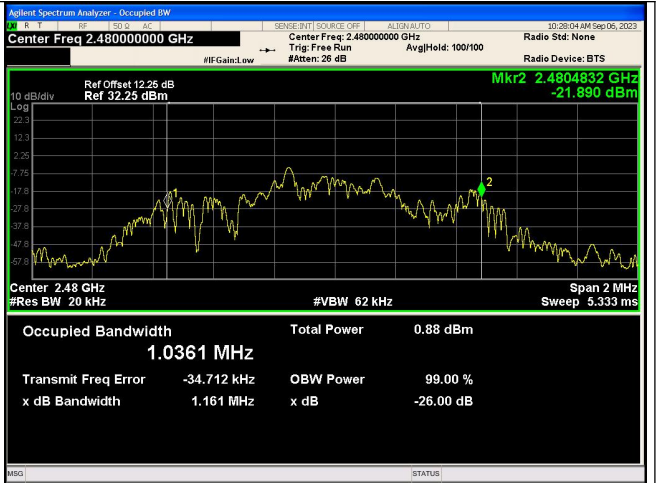 Agilent Spectrum Analyzer - Occupied BW
R T RF 50 Ω AC SENSE:INT SOURCE OFF ALIGN AUTO 10:28:04 AM Sep 06, 2023
Center Freq 2.480000000 GHz Center Freq: 2.480000000 GHz Radio Std: None
Trig: Free Run Avg|Hold: 100/100
#IFGain:Low #Atten: 26 dB Radio Device: BTS
Mkr2 2.4804832 GHz
-21.890 dBm
Ref Offset 12.25 dB
10 dB/div Ref 32.25 dBm
Log
22.3
12.3
2.25
-7.75
-17.8
-27.8
-37.8
-47.8
-57.8
1
2
Center 2.48 GHz Span 2 MHz
#Res BW 20 kHz #VBW 62 kHz Sweep 5.333 ms
Occupied Bandwidth Total Power 0.88 dBm
1.0361 MHz
Transmit Freq Error -34.712 kHz OBW Power 99.00 %
x dB Bandwidth 1.161 MHz x dB -26.00 dB
MSG STATUS